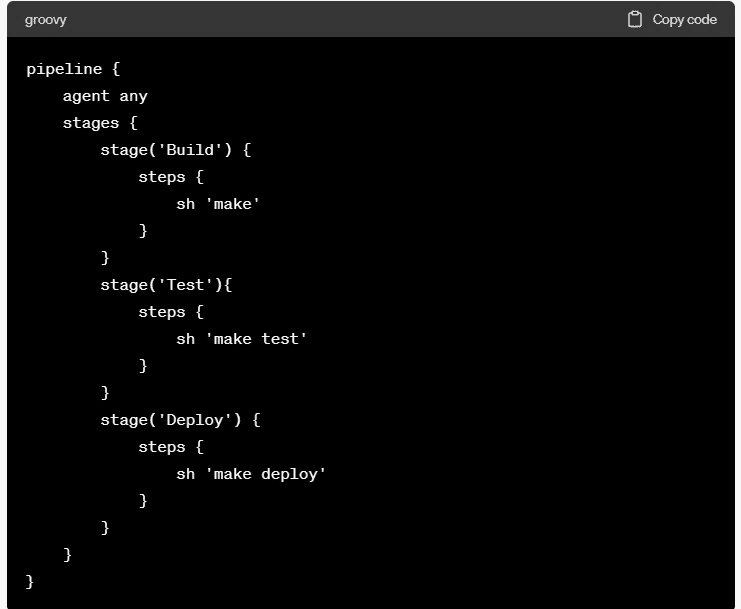 groovy
Copy code
pipeline {
    agent any
    stages {
        stage('Build') {
            steps {
                sh 'make'
            }
        }
        stage('Test'){
            steps {
                sh 'make test'
            }
        }
        stage('Deploy') {
            steps {
                sh 'make deploy'
            }
        }
    }
}